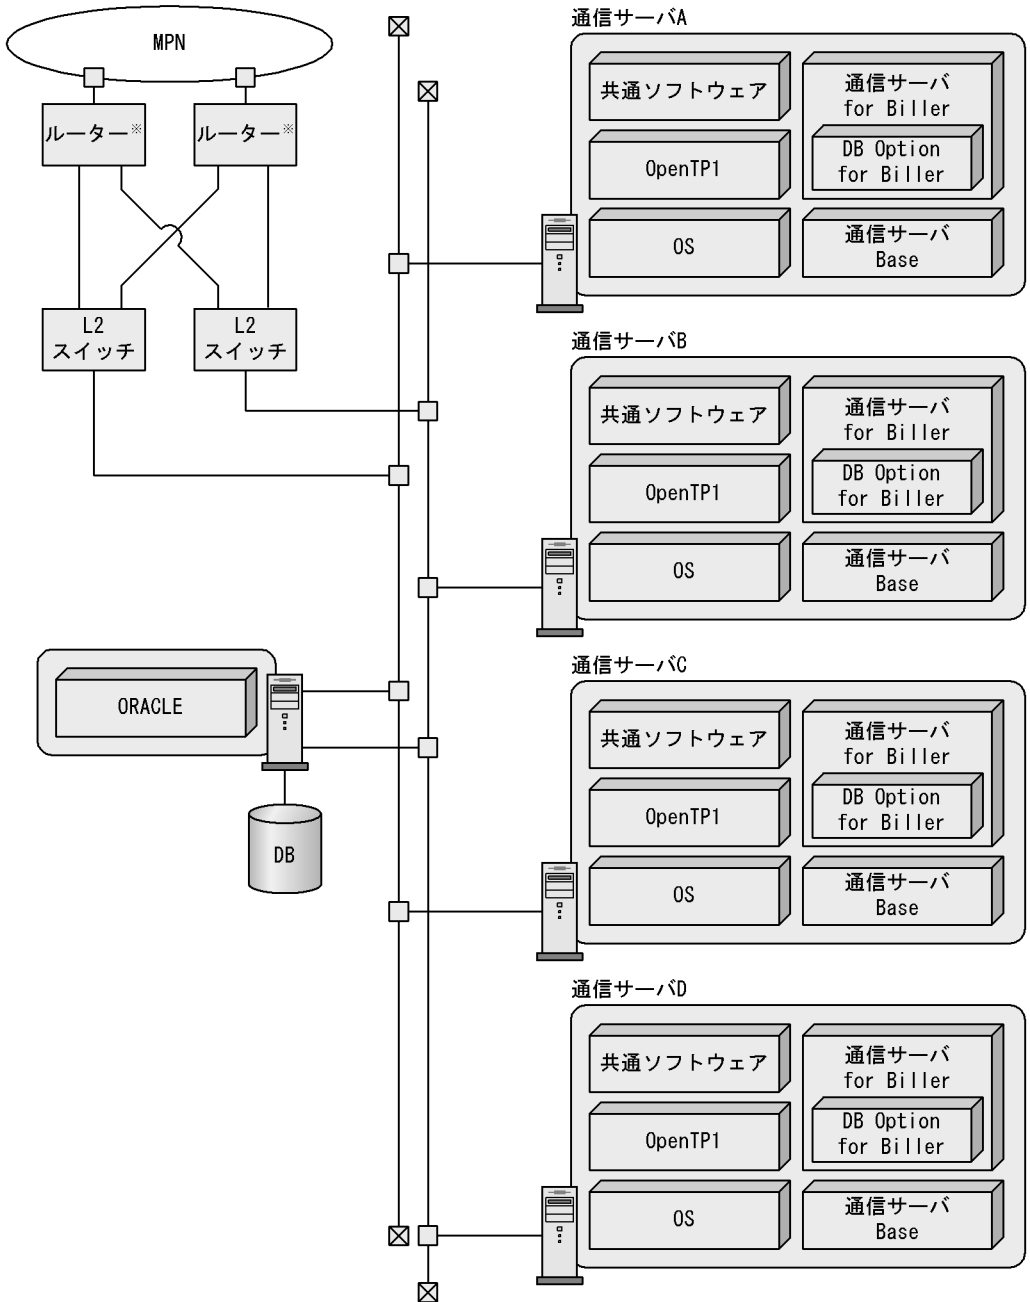 MPN
ルーター※
ルーター※
L2
スイッチ
L2
スイッチ
ORACLE
DB
通信サーバA
共通ソフトウェア
通信サーバ
for Biller
DB Option
for Biller
OpenTP1
OS
通信サーバ
Base
通信サーバB
共通ソフトウェア
通信サーバ
for Biller
DB Option
for Biller
OpenTP1
OS
通信サーバ
Base
通信サーバC
共通ソフトウェア
通信サーバ
for Biller
DB Option
for Biller
OpenTP1
OS
通信サーバ
Base
通信サーバD
共通ソフトウェア
通信サーバ
for Biller
DB Option
for Biller
OpenTP1
OS
通信サーバ
Base